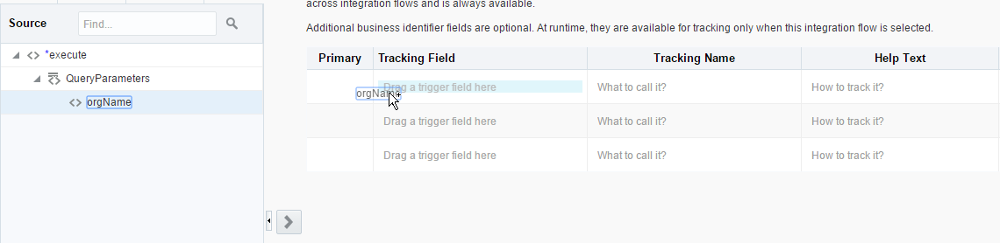 across integration flows and is always available.
Source
Find...
Additional business identifier fields are optional. At runtime, they are available for tracking only when this integration flow is selected.
*execute
Primary Tracking Field Tracking Name Help Text
QueryParameters
Drag a trigger field here What to call it? How to track it?
orgName
orgName
Drag a trigger field here What to call it? How to track it?
Drag a trigger field here What to call it? How to track it?